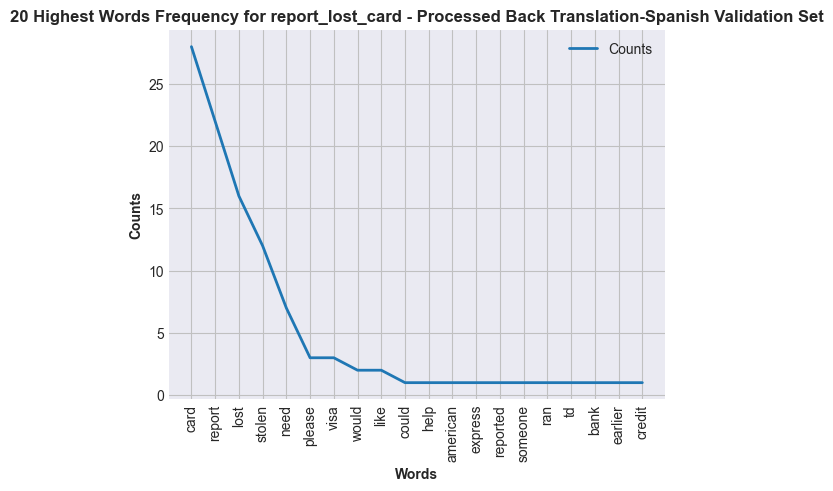 20 Highest Words Frequency for report_lost_card - Processed Back Translation-Spanish Validation Set
Counts
25
20
15
10
5
0
Counts
card
report
lost
stolen
need
please
visa
would
like
could
help
american
express
reported
someone
ran
td
bank
earlier
credit
Words